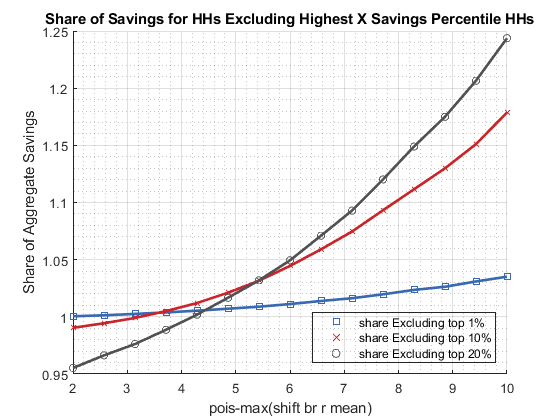 Share of Savings for HHs Excluding Highest X Savings Percentile HHs
1.25
1.2
1.15
1.1
1.05
1
0.95
Share of Aggregate Savings
share Excluding top 1%
share Excluding top 10%
share Excluding top 20%
2 3 4 5 6 7 8 9 10
pois-max(shift br r mean)